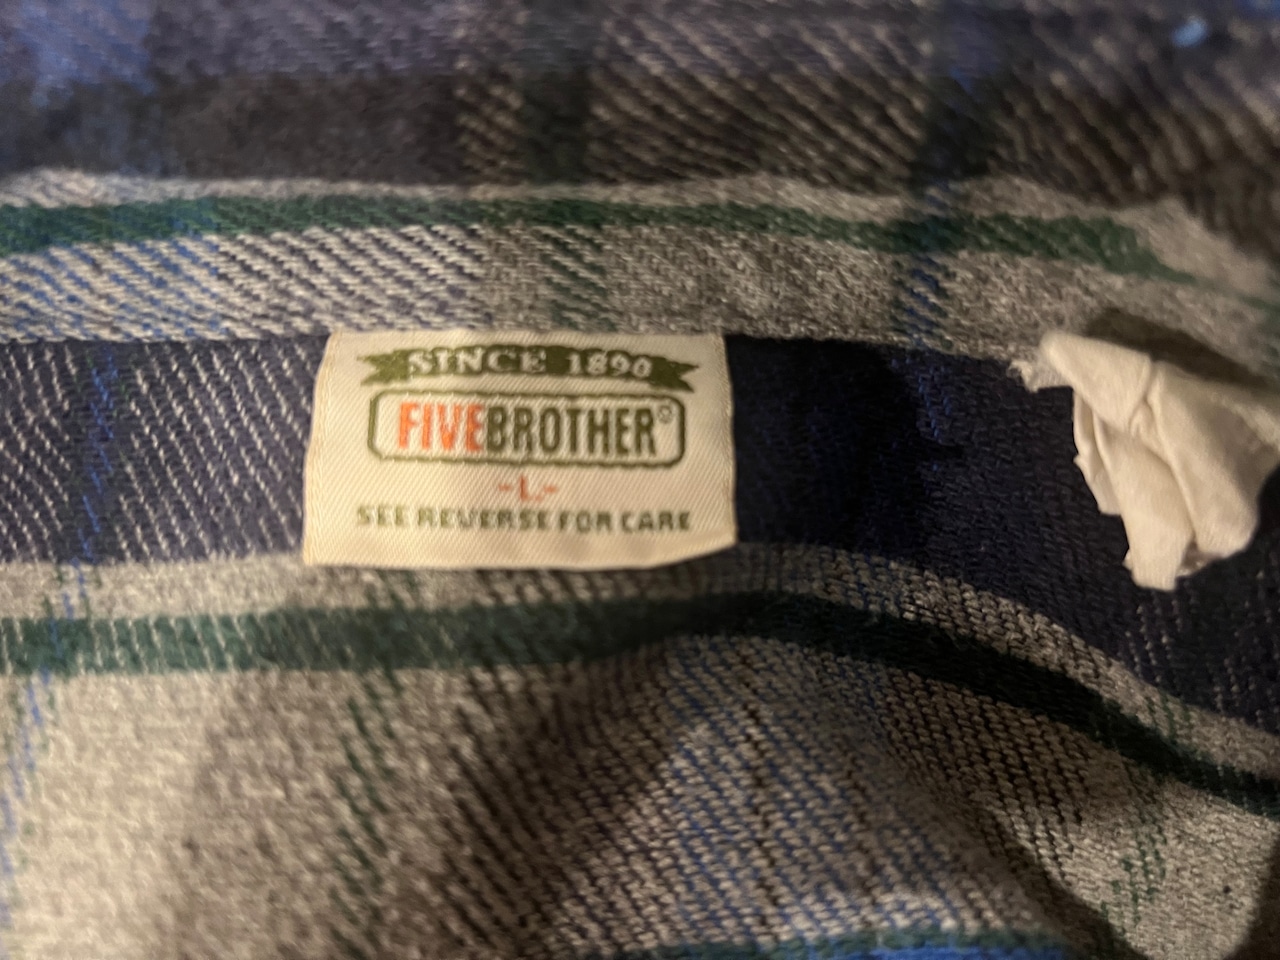 SINCE 1890
FIVEBROTHER®
-L-
SEE REVERSE FOR CARE